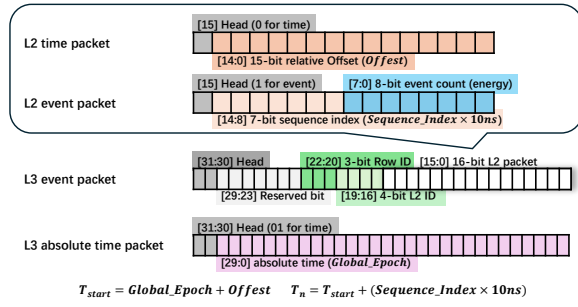 [15] Head (0 for time)
L2 time packet
[14:0] 15-bit relative Offset (Offest)
[15] Head (1 for event) [7:0] 8-bit event count (energy)
L2 event packet
[14:8] 7-bit sequence index (Sequence_Index × 10ns)
[31:30] Head [22:20] 3-bit Row ID [15:0] 16-bit L2 packet
L3 event packet
[29:23] Reserved bit [19:16] 4-bit L2 ID
[31:30] Head (01 for time)
L3 absolute time packet
[29:0] absolute time (Global_Epoch)
T_start = Global_Epoch + Offest T_n = T_start + (Sequence_Index × 10ns)